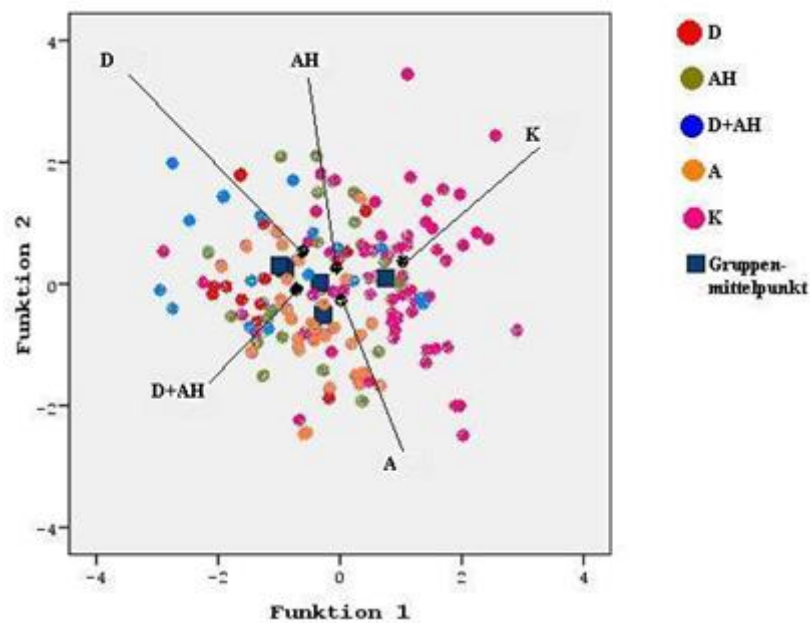 D
AH
K
D+AH
A
4
2
0
-2
-4
-4
-2
0
2
4
Funktion 2
Funktion 1
D
AH
D+AH
A
K
Gruppen-
mittelpunkt